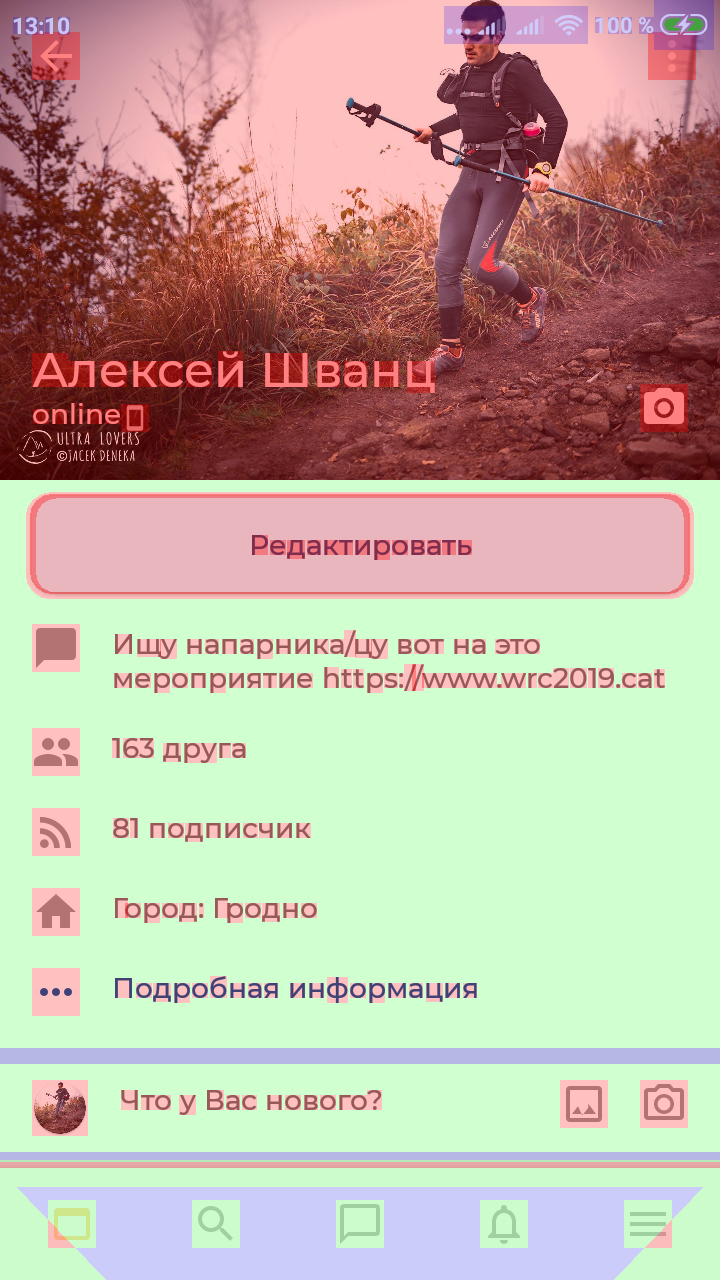 13:10
100 %
Алексей Шванц
online
ULTRA LOVERS
©JACEK DENEKA
Редактировать
Ищу напарника/цу вот на это
мероприятие https://www.wrc2019.cat
163 друга
81 подписчик
Город: Гродно
Подробная информация
Что у Вас нового?